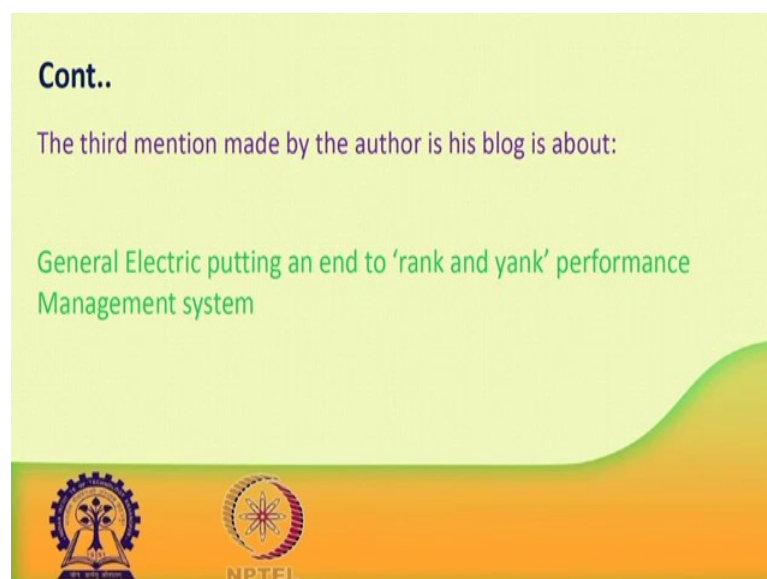 Cont..
The third mention made by the author is his blog is about:
General Electric putting an end to ‘rank and yank’ performance
Management system
NPTEL